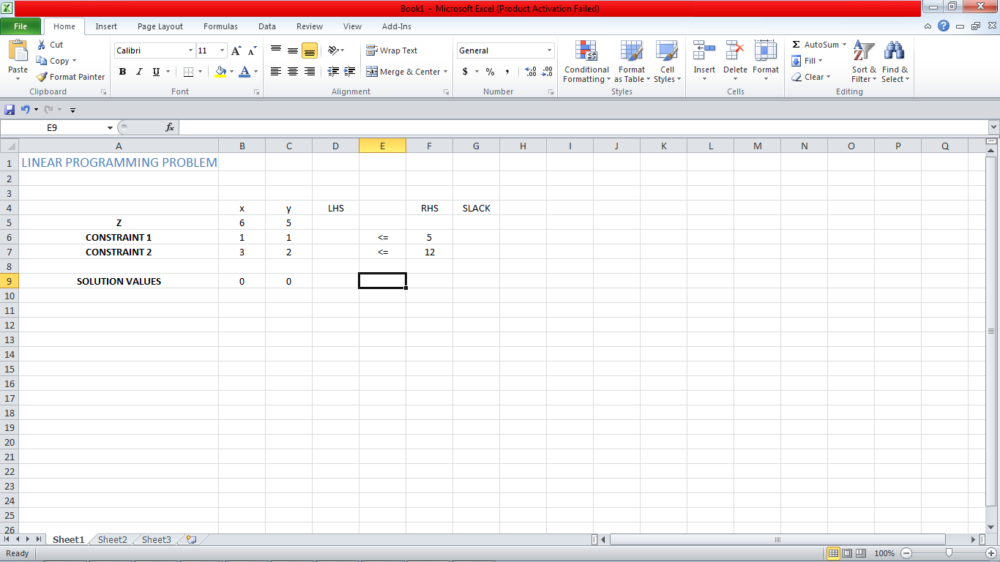 Book1 - Microsoft Excel (Product Activation Failed)
File Home Insert Page Layout Formulas Data Review View Add-Ins
Paste Cut Copy Format Painter
Clipboard
Calibri 11 A A
B I U A
Font
Wrap Text
Merge & Center
Alignment
General
$ % , .00 .0
Number
Conditional Formatting Format as Table Cell Styles
Styles
Insert Delete Format
Cells
Σ AutoSum Fill Clear Sort & Filter Find & Select
Editing
E9 fx
A B C D E F G H I J K L M N O P Q
1 LINEAR PROGRAMMING PROBLEM
2
3
4 x y LHS RHS SLACK
5 Z 6 5
6 CONSTRAINT 1 1 1 <= 5
7 CONSTRAINT 2 3 2 <= 12
8
9 SOLUTION VALUES 0 0
10
11
12
13
14
15
16
17
18
19
20
21
22
23
24
25
26
Sheet1 Sheet2 Sheet3
Ready 100%